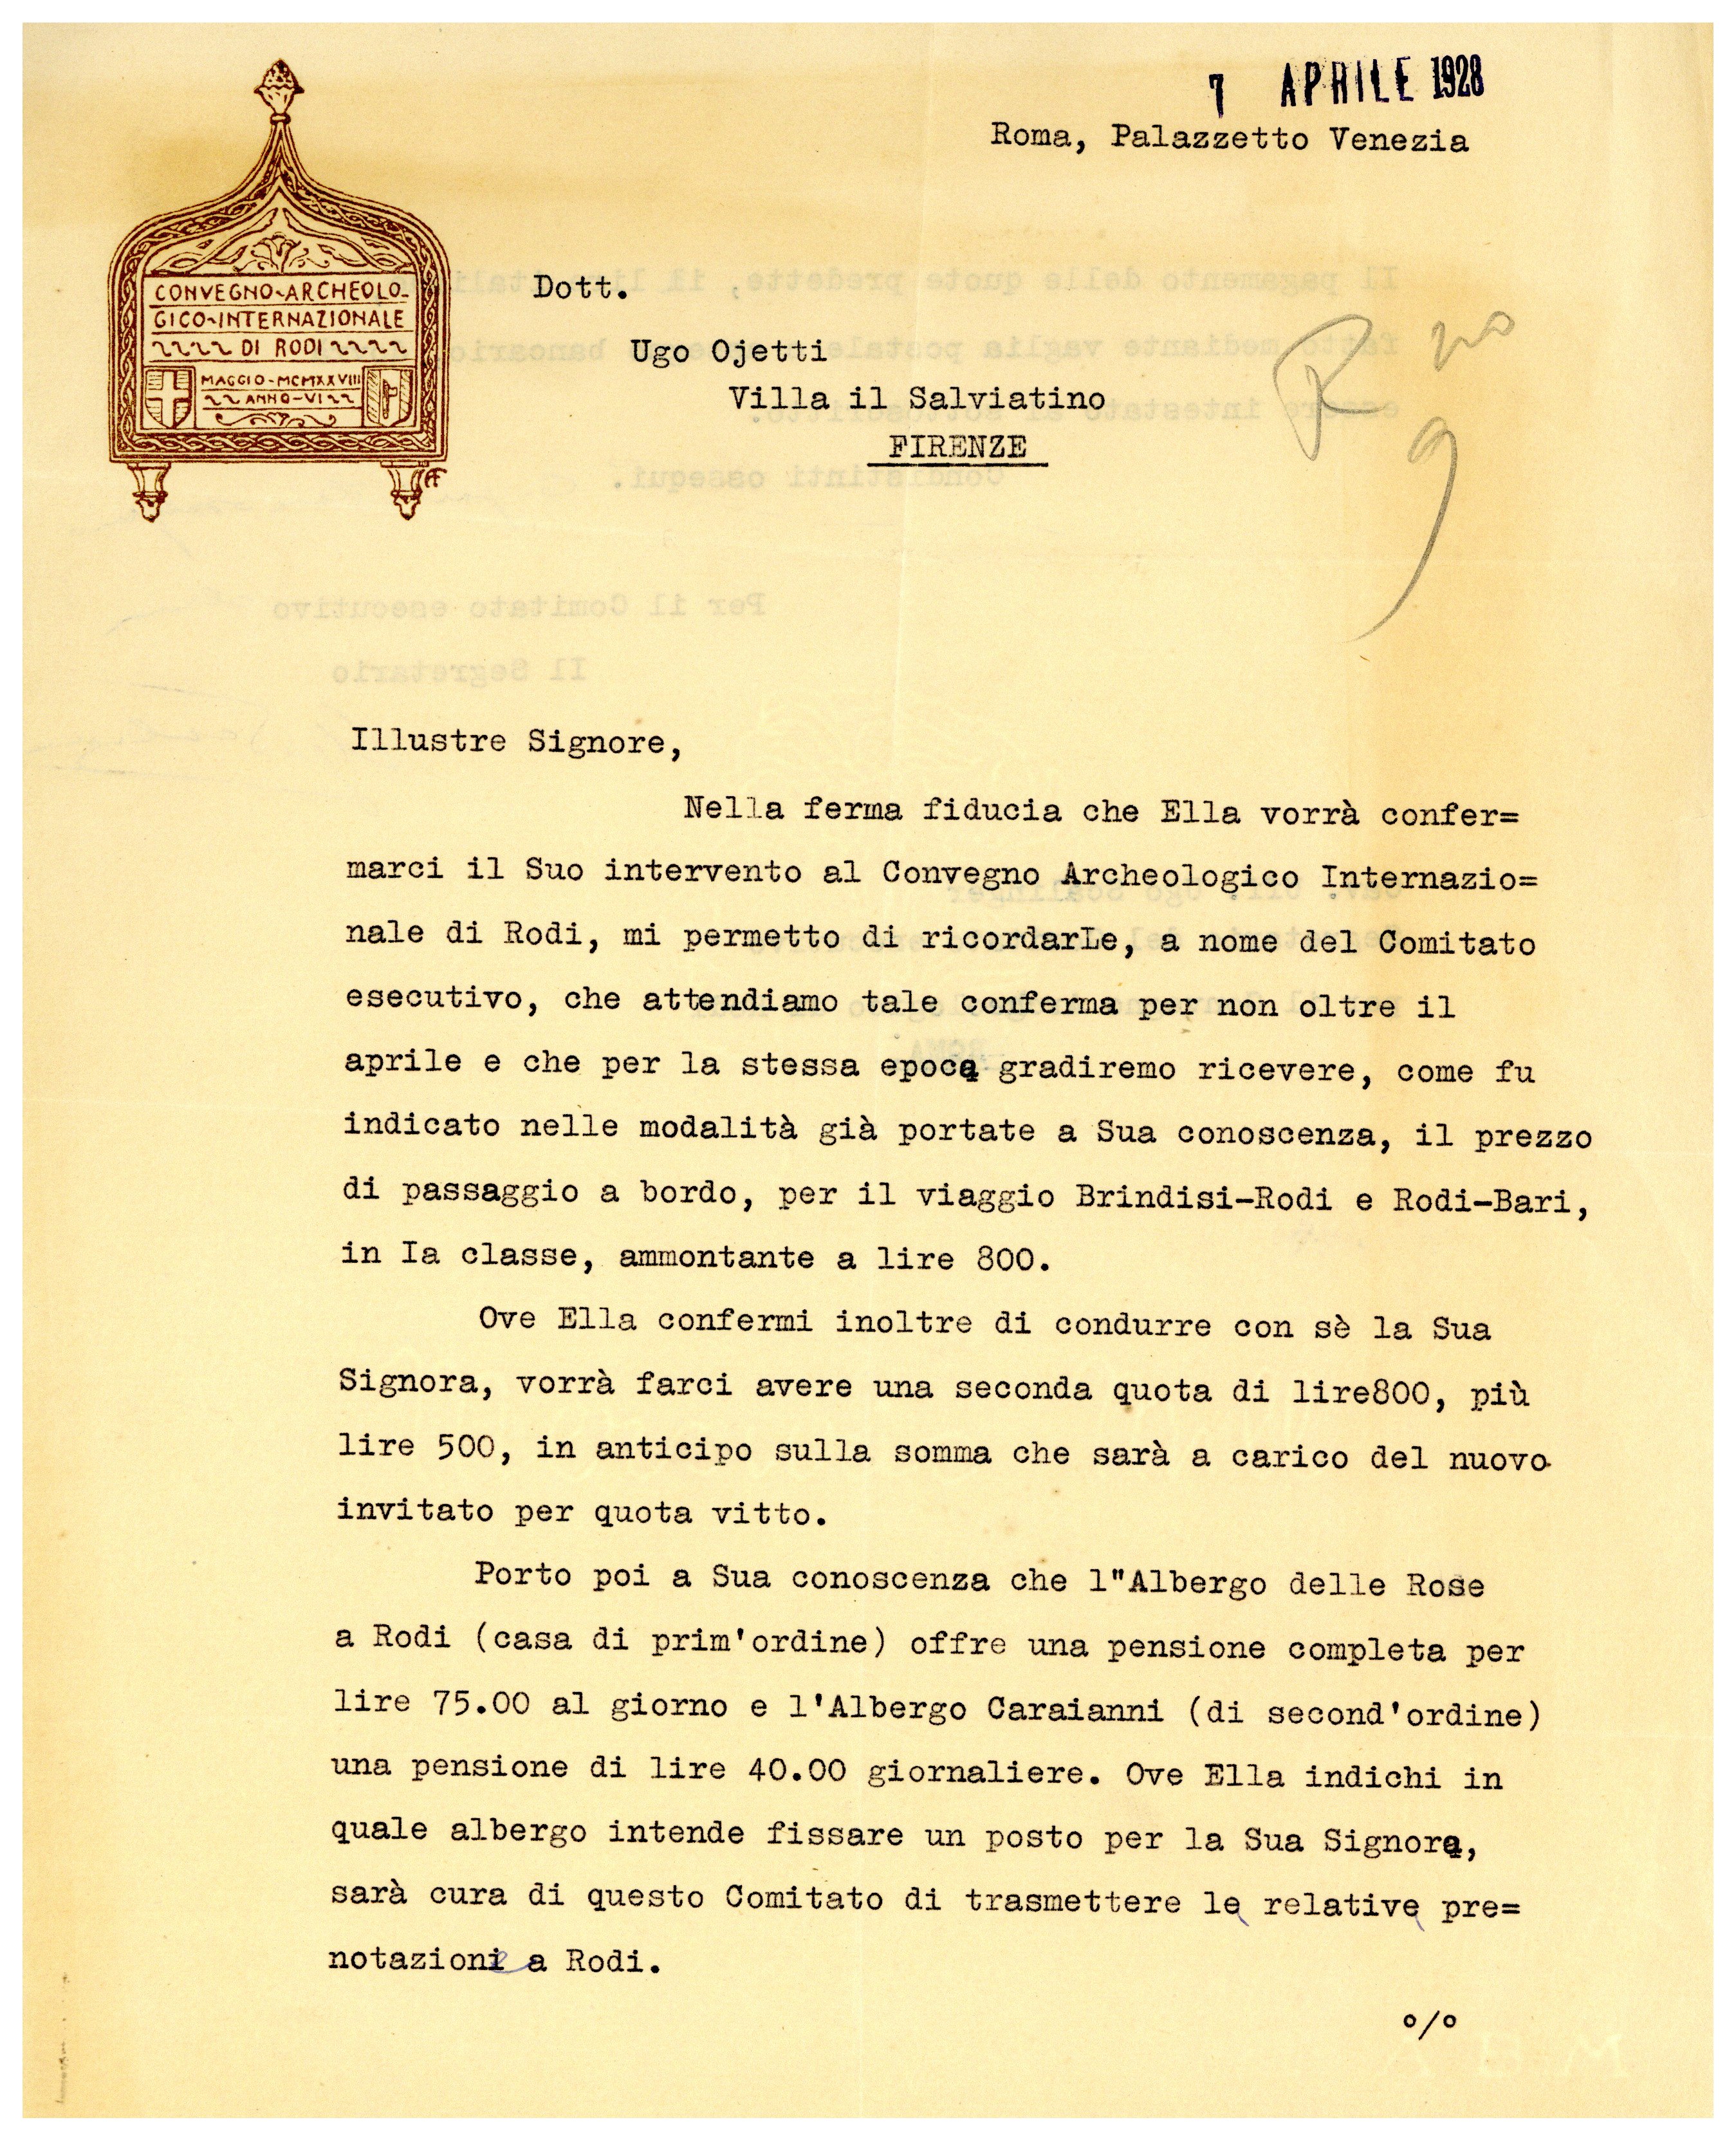 7 APRILE 1928
Roma, Palazzetto Venezia
CONVEGNO-ARCHEOLO-
GICO-INTERNAZIONALE
DI RODI
MAGGIO-MCMXXVIII
ANNO-VI
Dott.
Ugo Ojetti
Villa il Salviatino
FIRENZE
R no
9
Illustre Signore,
Nella ferma fiducia che Ella vorrà confer=
marci il Suo intervento al Convegno Archeologico Internazio=
nale di Rodi, mi permetto di ricordarLe, a nome del Comitato
esecutivo, che attendiamo tale conferma per non oltre il
aprile e che per la stessa epoca gradiremo ricevere, come fu
indicato nelle modalità già portate a Sua conoscenza, il prezzo
di passaggio a bordo, per il viaggio Brindisi-Rodi e Rodi-Bari,
in Ia classe, ammontante a lire 800.
Ove Ella confermi inoltre di condurre con sè la Sua
Signora, vorrà farci avere una seconda quota di lire800, più
lire 500, in anticipo sulla somma che sarà a carico del nuovo
invitato per quota vitto.
Porto poi a Sua conoscenza che l"Albergo delle Rose
a Rodi (casa di prim'ordine) offre una pensione completa per
lire 75.00 al giorno e l'Albergo Caraianni (di second'ordine)
una pensione di lire 40.00 giornaliere. Ove Ella indichi in
quale albergo intende fissare un posto per la Sua Signora,
sarà cura di questo Comitato di trasmettere le relative pre=
notazioni a Rodi.
°/°